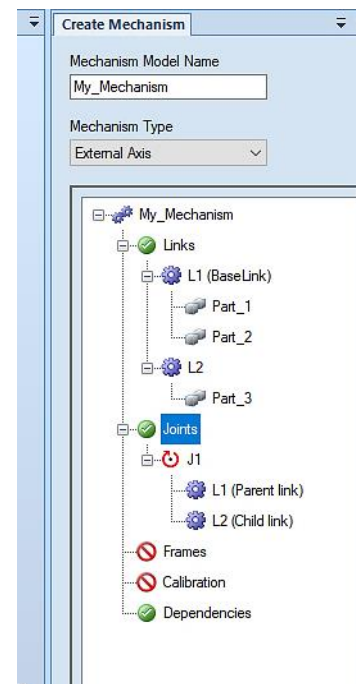 Create Mechanism
Mechanism Model Name
My_Mechanism
Mechanism Type
External Axis
My_Mechanism
Links
L1 (BaseLink)
Part_1
Part_2
L2
Part_3
Joints
J1
L1 (Parent link)
L2 (Child link)
Frames
Calibration
Dependencies